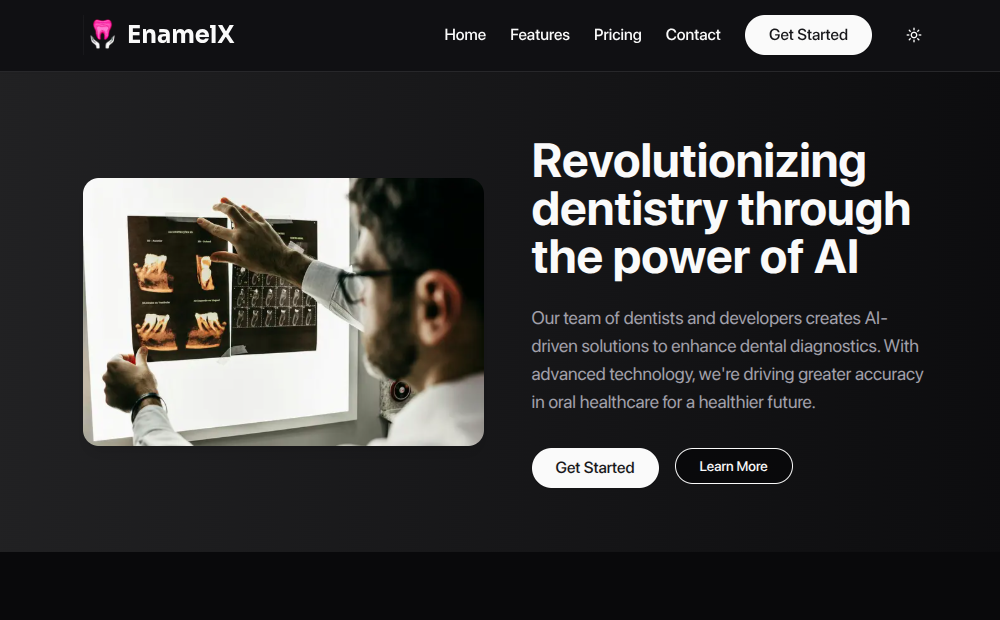 EnamelX
Home
Features
Pricing
Contact
Get Started
Revolutionizing
dentistry through
the power of AI
Our team of dentists and developers creates AI-
driven solutions to enhance dental diagnostics. With
advanced technology, we're driving greater accuracy
in oral healthcare for a healthier future.
Get Started
Learn More